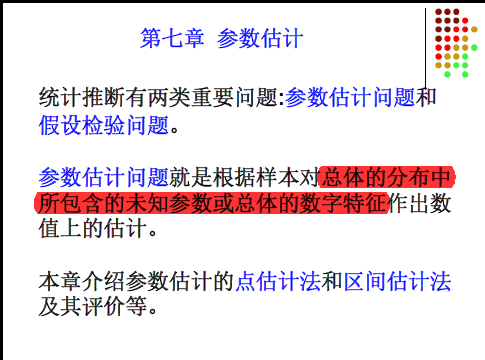 第七章 参数估计
统计推断有两类重要问题:参数估计问题和
假设检验问题。
参数估计问题就是根据样本对总体的分布中
所包含的未知参数或总体的数字特征作出数
值上的估计。
本章介绍参数估计的点估计法和区间估计法
及其评价等。